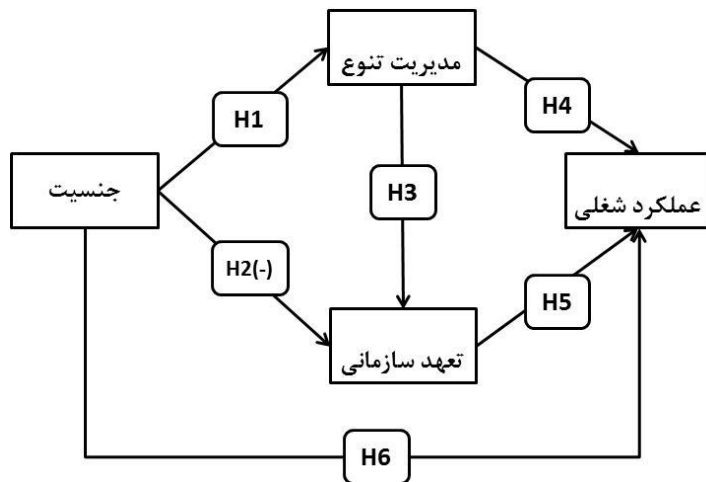 مدیریت تنوع
H1
H4
جنسیت
H3
عملکرد شغلی
H2(-)
H5
تعهد سازمانی
H6